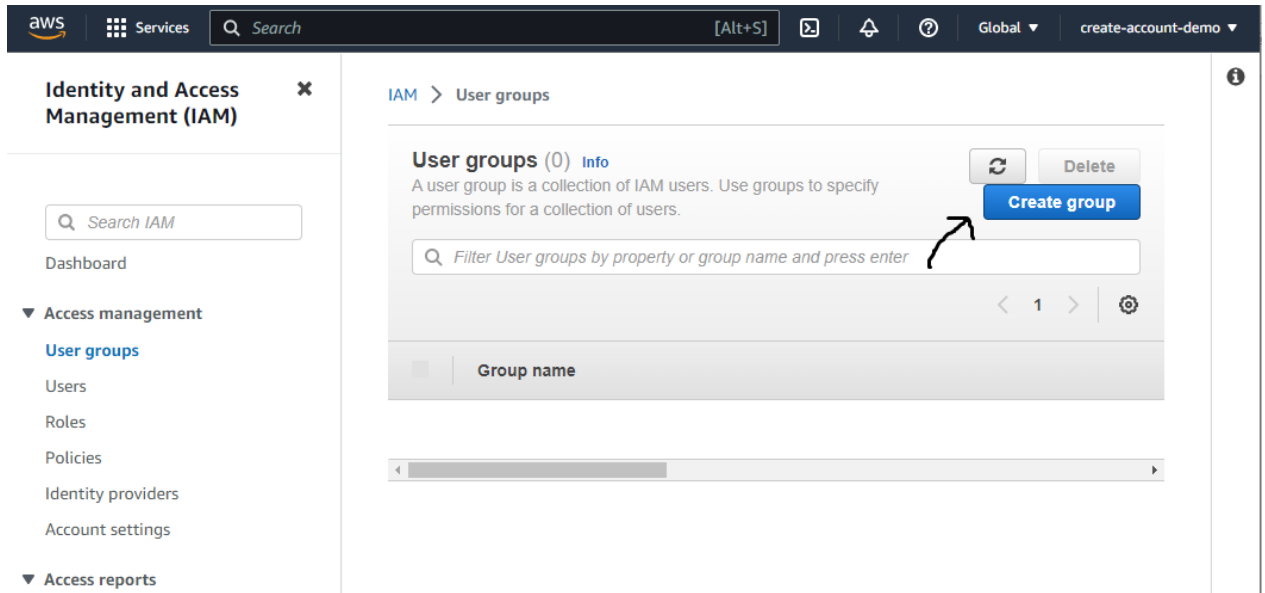 aws
Services
Search
[Alt+S]
Global
create-account-demo
Identity and Access
Management (IAM)
Search IAM
Dashboard
Access management
User groups
Users
Roles
Policies
Identity providers
Account settings
Access reports
IAM > User groups
User groups (0) Info
A user group is a collection of IAM users. Use groups to specify
permissions for a collection of users.
Delete
Create group
Filter User groups by property or group name and press enter
1
Group name